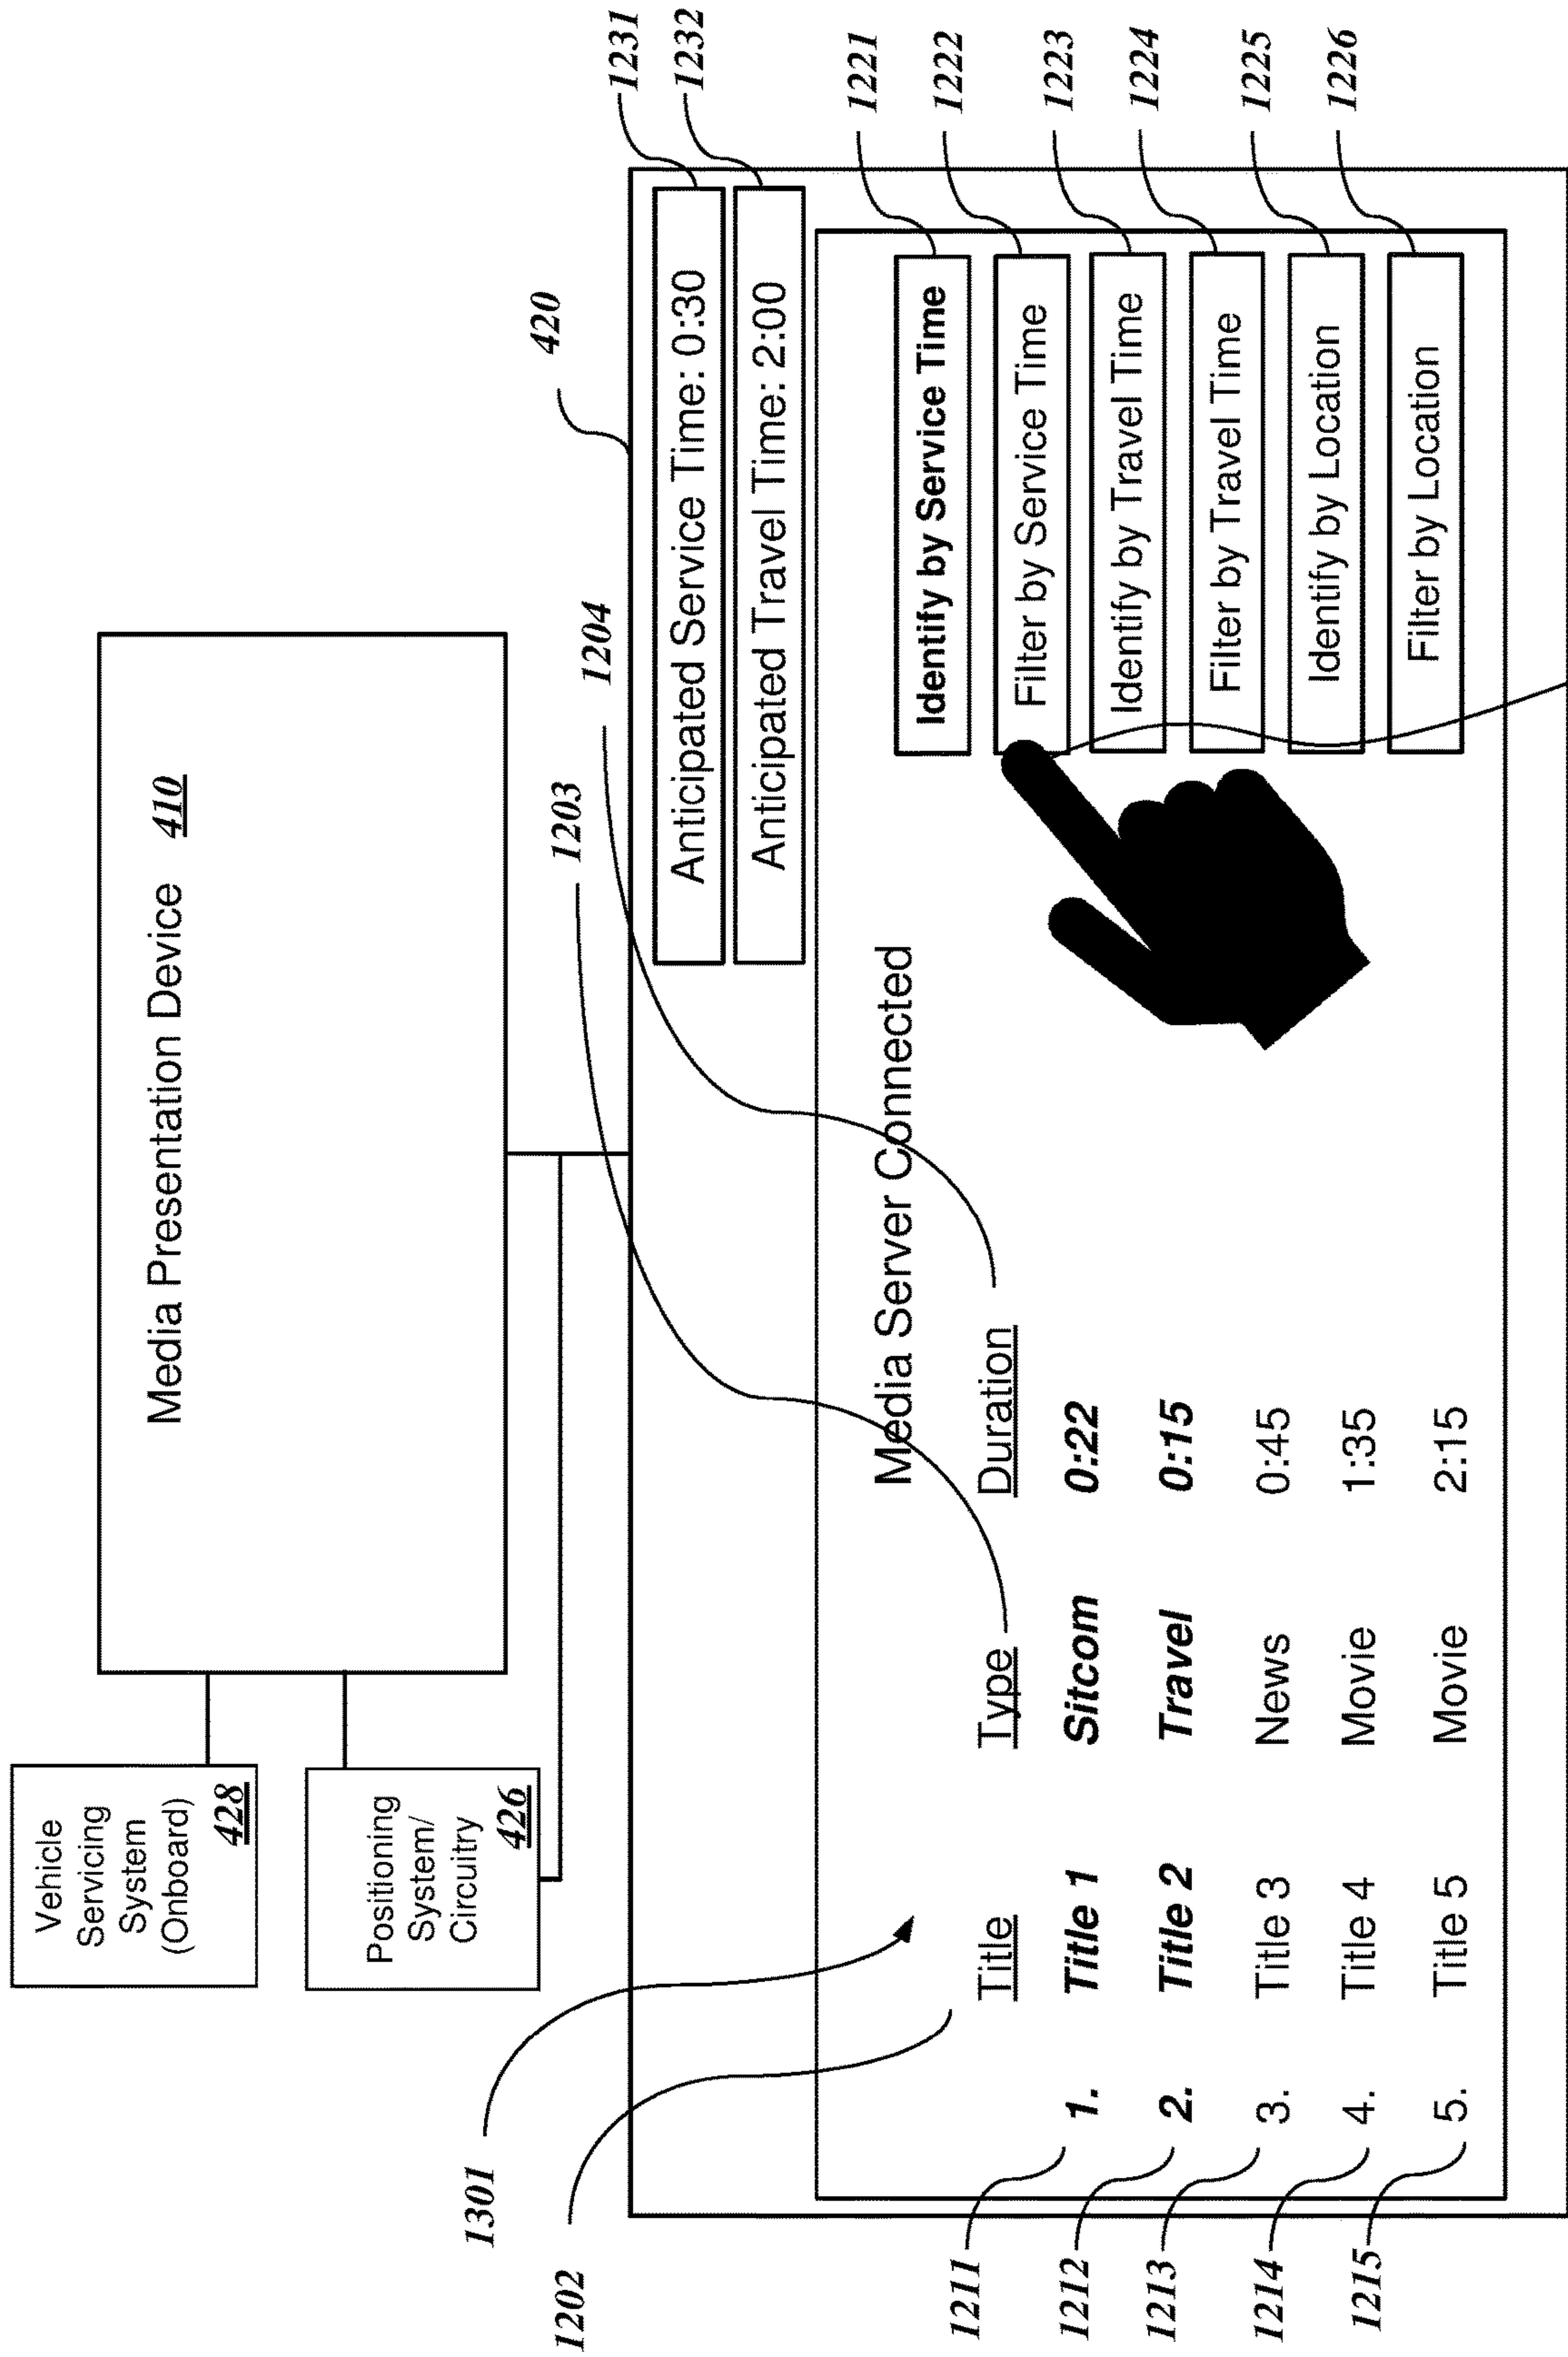 Vehicle
Servicing
System
(Onboard)
428
Positioning
System/
Circuitry
426
Media Presentation Device 410
1301
1202
1203
1204
420
1231
1232
Anticipated Service Time: 0:30
Anticipated Travel Time: 2:00
Media Server Connected
Title Type Duration
1211 1. Title 1 Sitcom 0:22
1212 2. Title 2 Travel 0:15
1213 3. Title 3 News 0:45
1214 4. Title 4 Movie 1:35
1215 5. Title 5 Movie 2:15
Identify by Service Time 1221
Filter by Service Time 1222
Identify by Travel Time 1223
Filter by Travel Time 1224
Identify by Location 1225
Filter by Location 1226